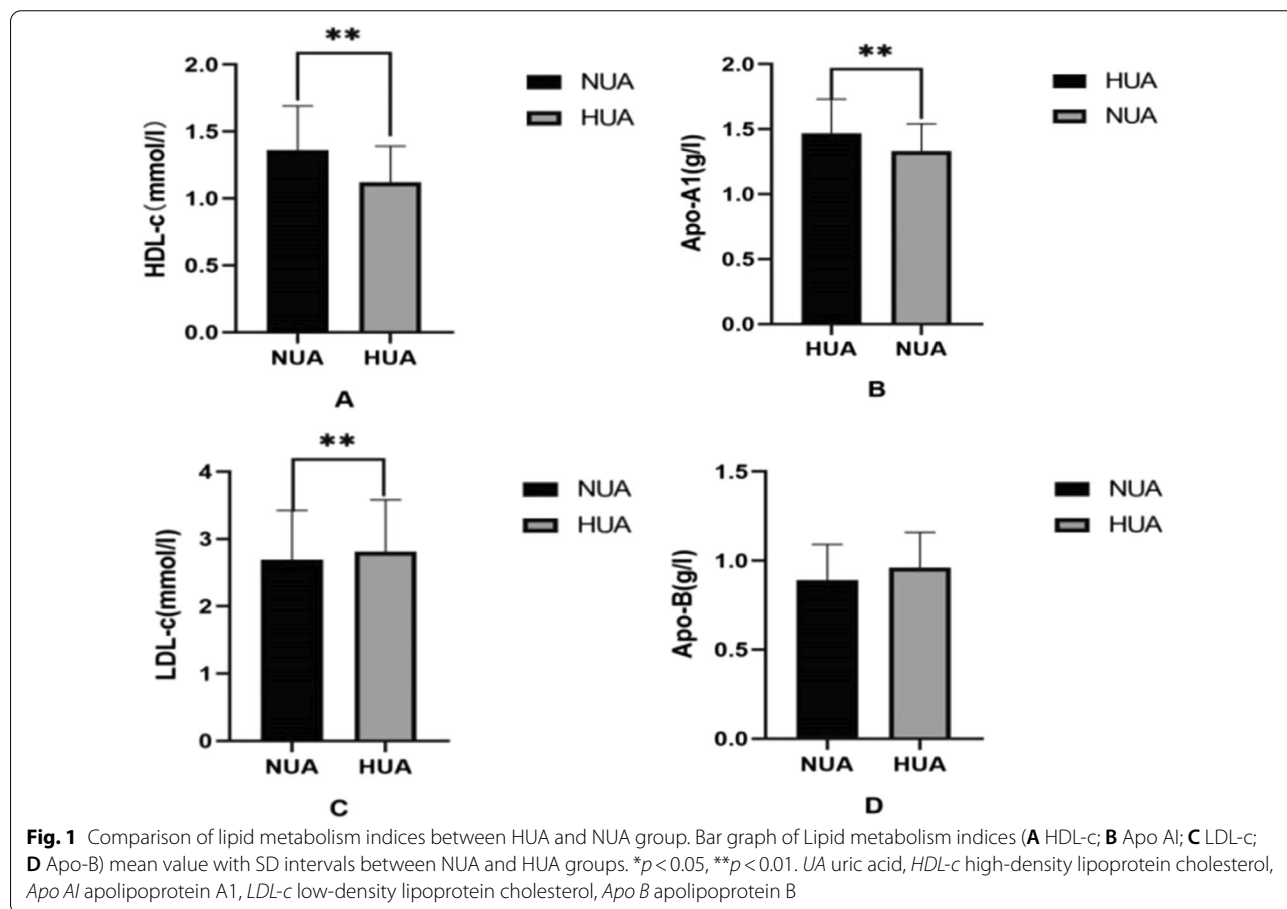 **
2.0
1.5
1.0
0.5
0.0
HDL-c(mmol/l)
NUA
HUA
NUA HUA
A
**
2.0
1.5
1.0
0.5
0.0
Apo-A1(g/l)
HUA
NUA
HUA NUA
B
**
4
3
2
1
0
LDL-c(mmol/l)
NUA
HUA
NUA HUA
C
1.5
1.0
0.5
0.0
Apo-B(g/l)
NUA
HUA
NUA HUA
D
Fig. 1 Comparison of lipid metabolism indices between HUA and NUA group. Bar graph of Lipid metabolism indices (A HDL-c; B Apo AI; C LDL-c;
D Apo-B) mean value with SD intervals between NUA and HUA groups. *p < 0.05, **p < 0.01. UA uric acid, HDL-c high-density lipoprotein cholesterol,
Apo AI apolipoprotein A1, LDL-c low-density lipoprotein cholesterol, Apo B apolipoprotein B